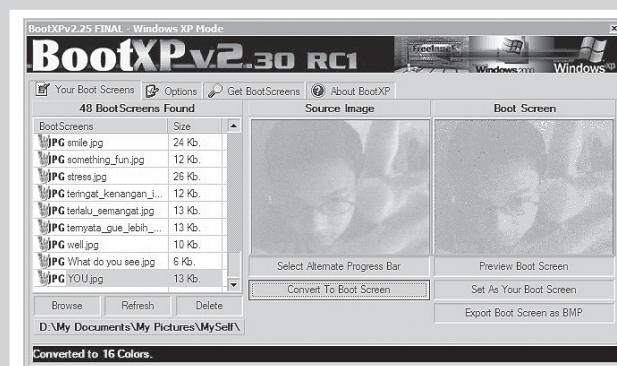 BootXPv2.25 FINAL - Windows XP Mode
BootXP v2.30 RC1
Windows 2000
Windows xp
Your Boot Screens
Options
Get BootScreens
About BootXP
48 BootScreens Found
Source Image
Boot Screen
BootScreens Size
JPG smile.jpg 24 Kb.
JPG something_fun.jpg 12 Kb.
JPG stress.jpg 26 Kb.
JPG teringat_kenangan_i... 12 Kb.
JPG terlalu_semangat.jpg 13 Kb.
JPG ternyata_gue_lebih_... 13 Kb.
JPG well.jpg 10 Kb.
JPG What do you see.jpg 6 Kb.
JPG YOU.jpg 13 Kb.
Select Alternate Progress Bar
Preview Boot Screen
Convert To Boot Screen
Set As Your Boot Screen
Export Boot Screen as BMP
Browse
Refresh
Delete
D:\My Documents\My Pictures\MySelf\
Converted to 16 Colors.